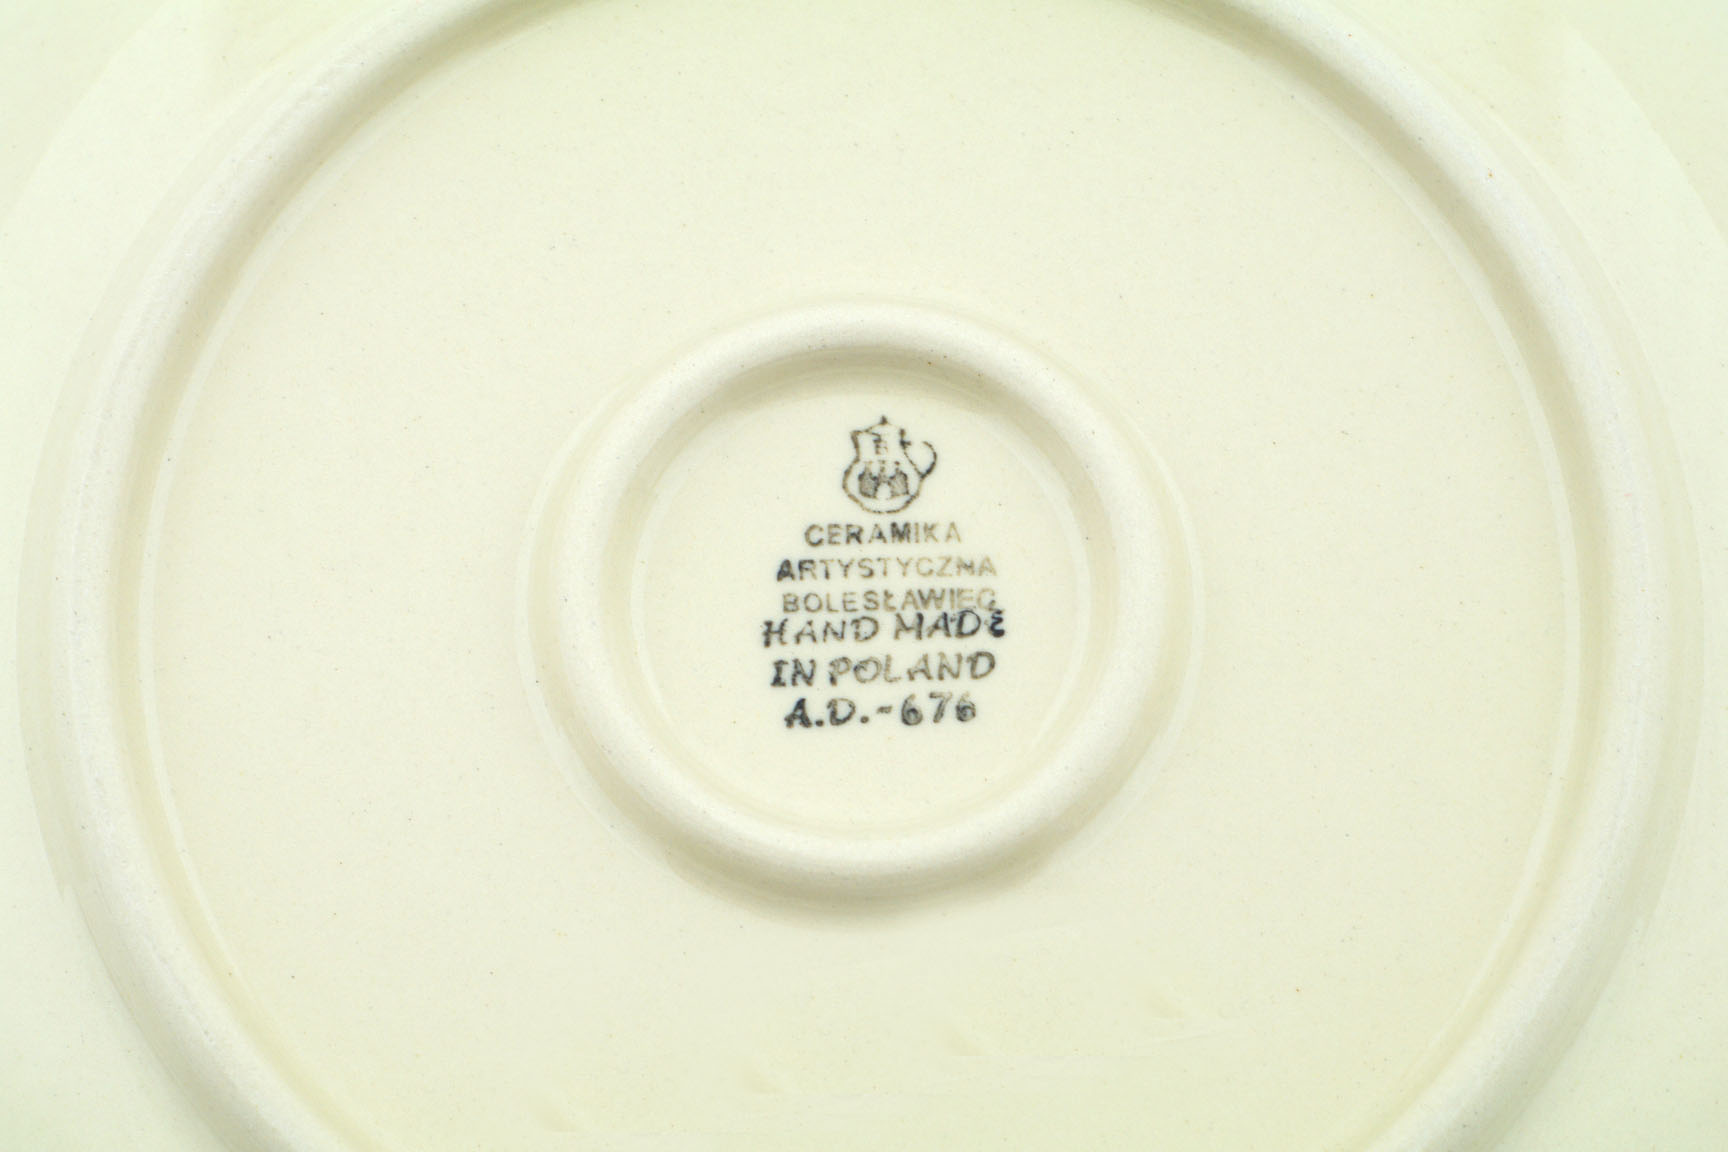 B
CERAMIKA
ARTYSTYCZNA
BOLESŁAWIEC
HAND MADE
IN POLAND
A.D.-676